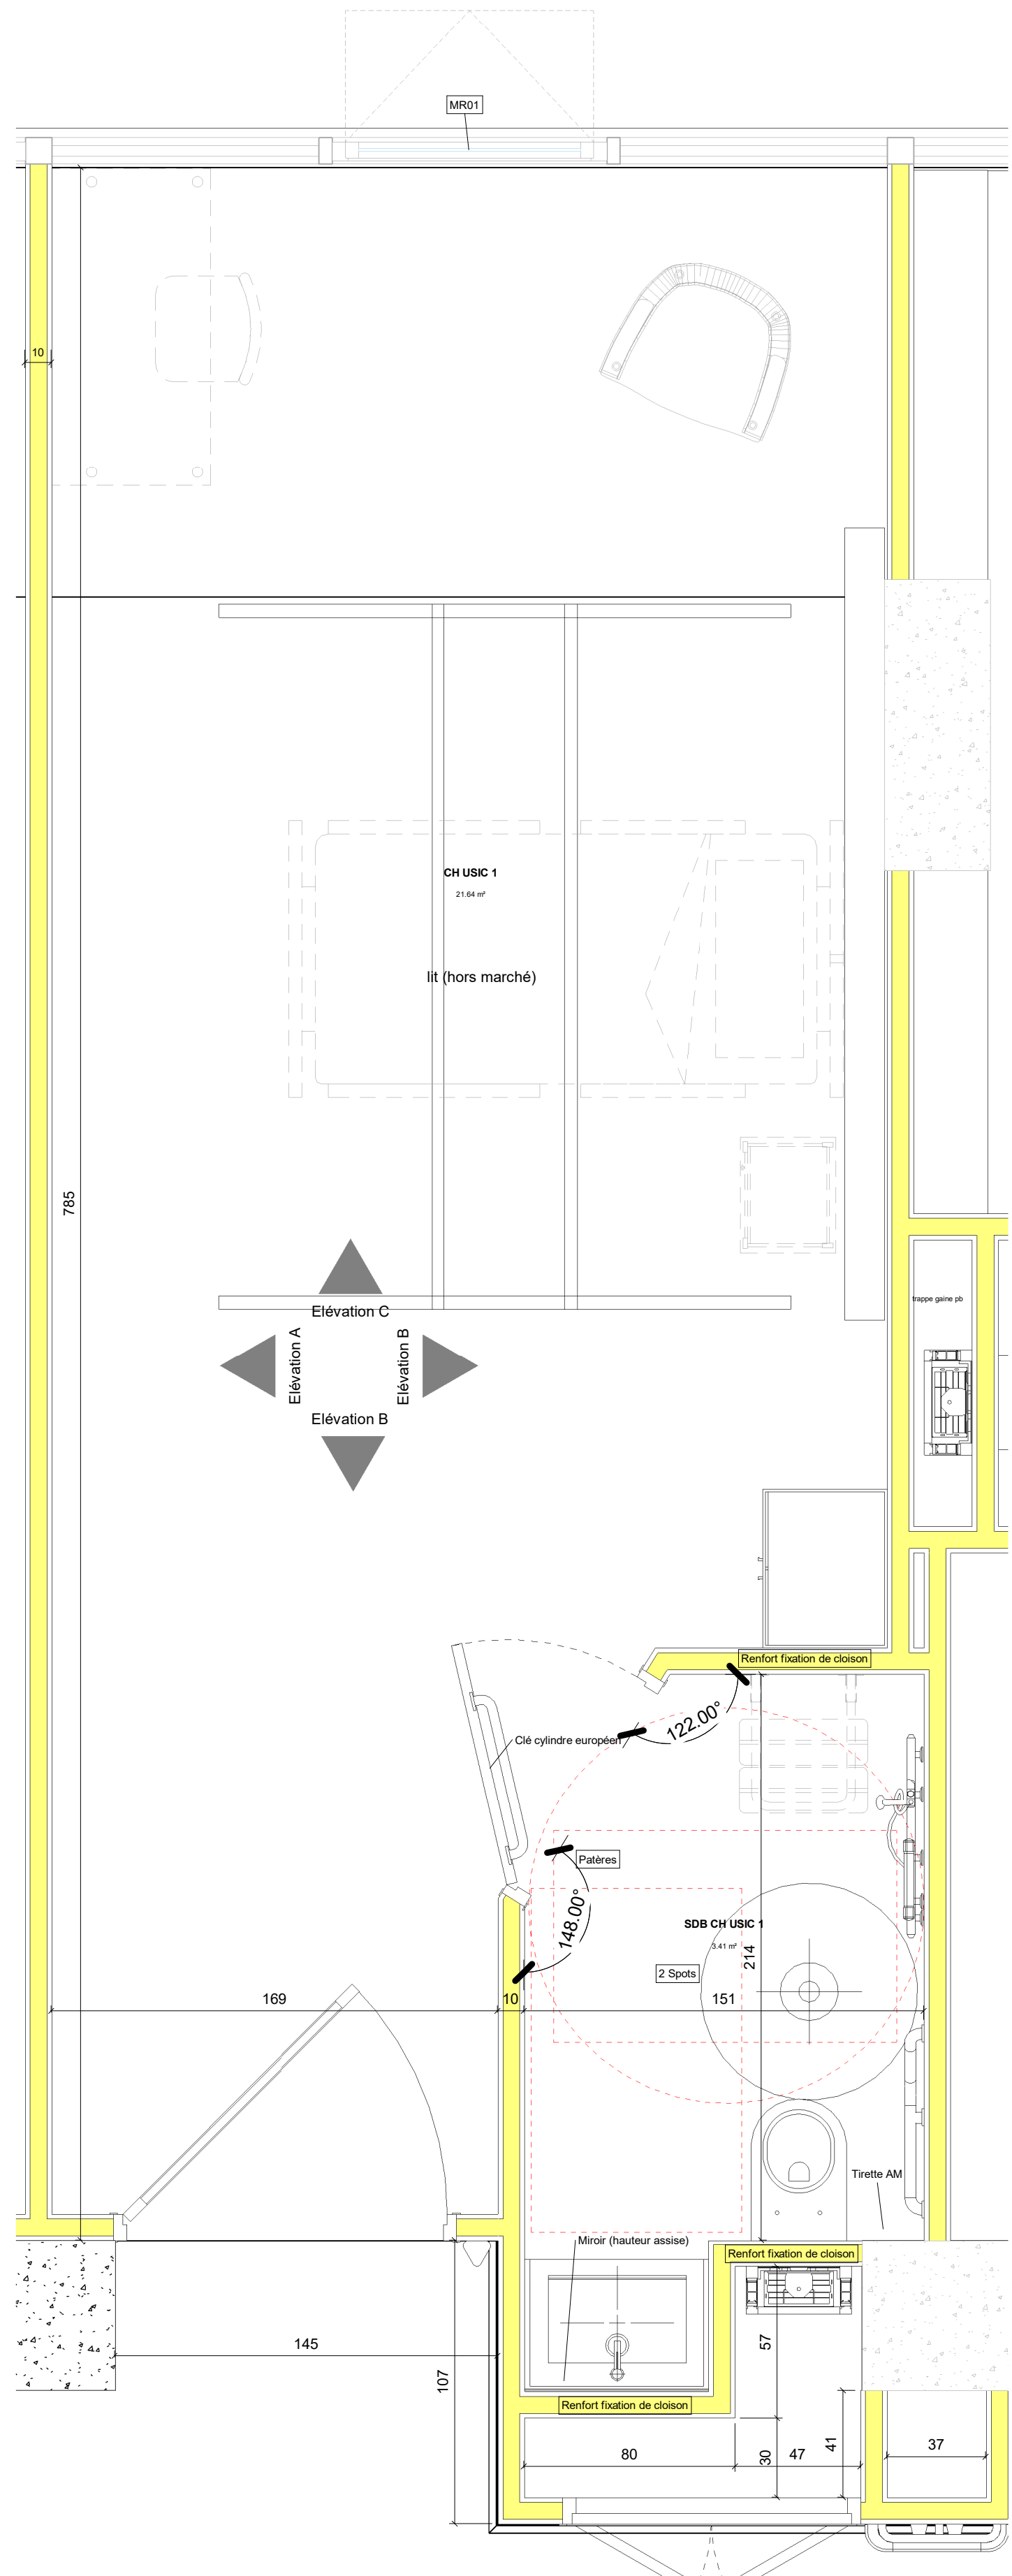 MR01
10
CH USIC 1
21.64 m²
lit (hors marché)
785
trappe gaine pb
Elévation C
Elévation A
Elévation B
Elévation B
Renfort fixation de cloison
122.00°
Clé cylindre européen
Patères
148.00°
SDB CH USIC 1
3.41 m²
214
2 Spots
169
10
151
Tirette AM
Miroir (hauteur assise)
Renfort fixation de cloison
145
107
57
Renfort fixation de cloison
80
30
47
41
37